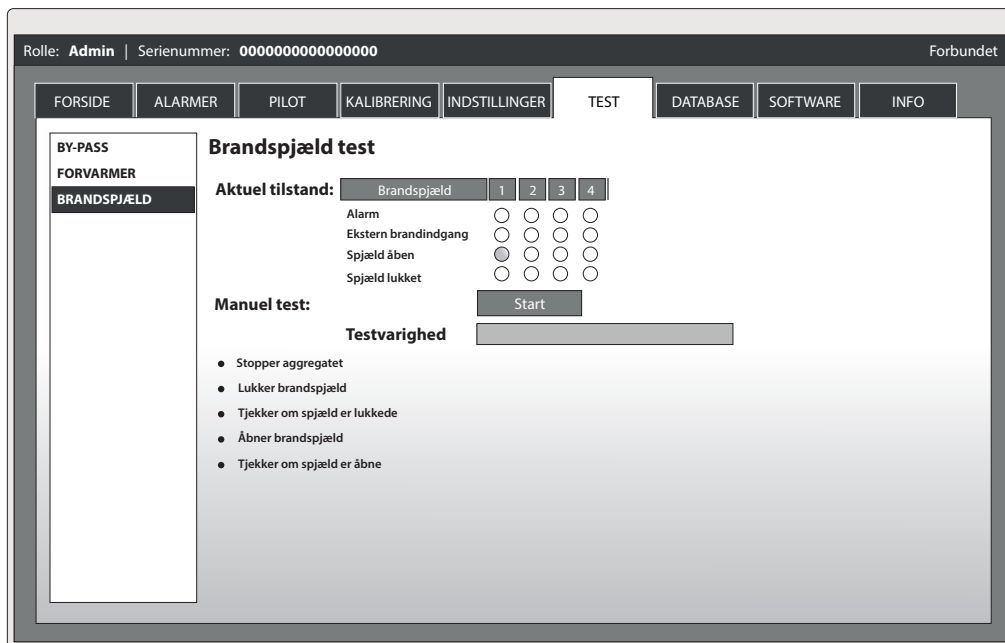 Rolle: Admin | Serienummer: 0000000000000000 Forbundet
FORSIDE ALARMER PILOT KALIBRERING INDSTILLINGER TEST DATABASE SOFTWARE INFO
BY-PASS
FORVARMER
BRANDSPJÆLD
Brandspjæld test
Aktuel tilstand: Brandspjæld 1 2 3 4
Alarm
Ekstern brandindgang
Spjæld åben
Spjæld lukket
Manuel test: Start
Testvarighed
• Stopper aggregatet
• Lukker brandspjæld
• Tjekker om spjæld er lukkede
• Åbner brandspjæld
• Tjekker om spjæld er åbne